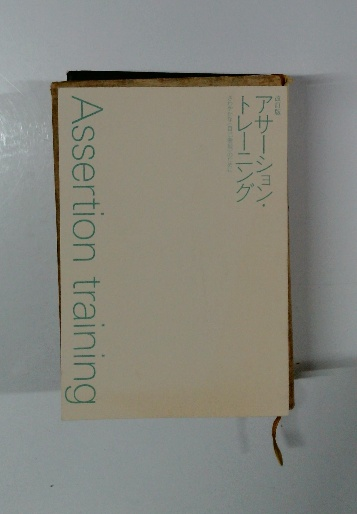 改訂版
アサーション・
トレーニング
Assertion training